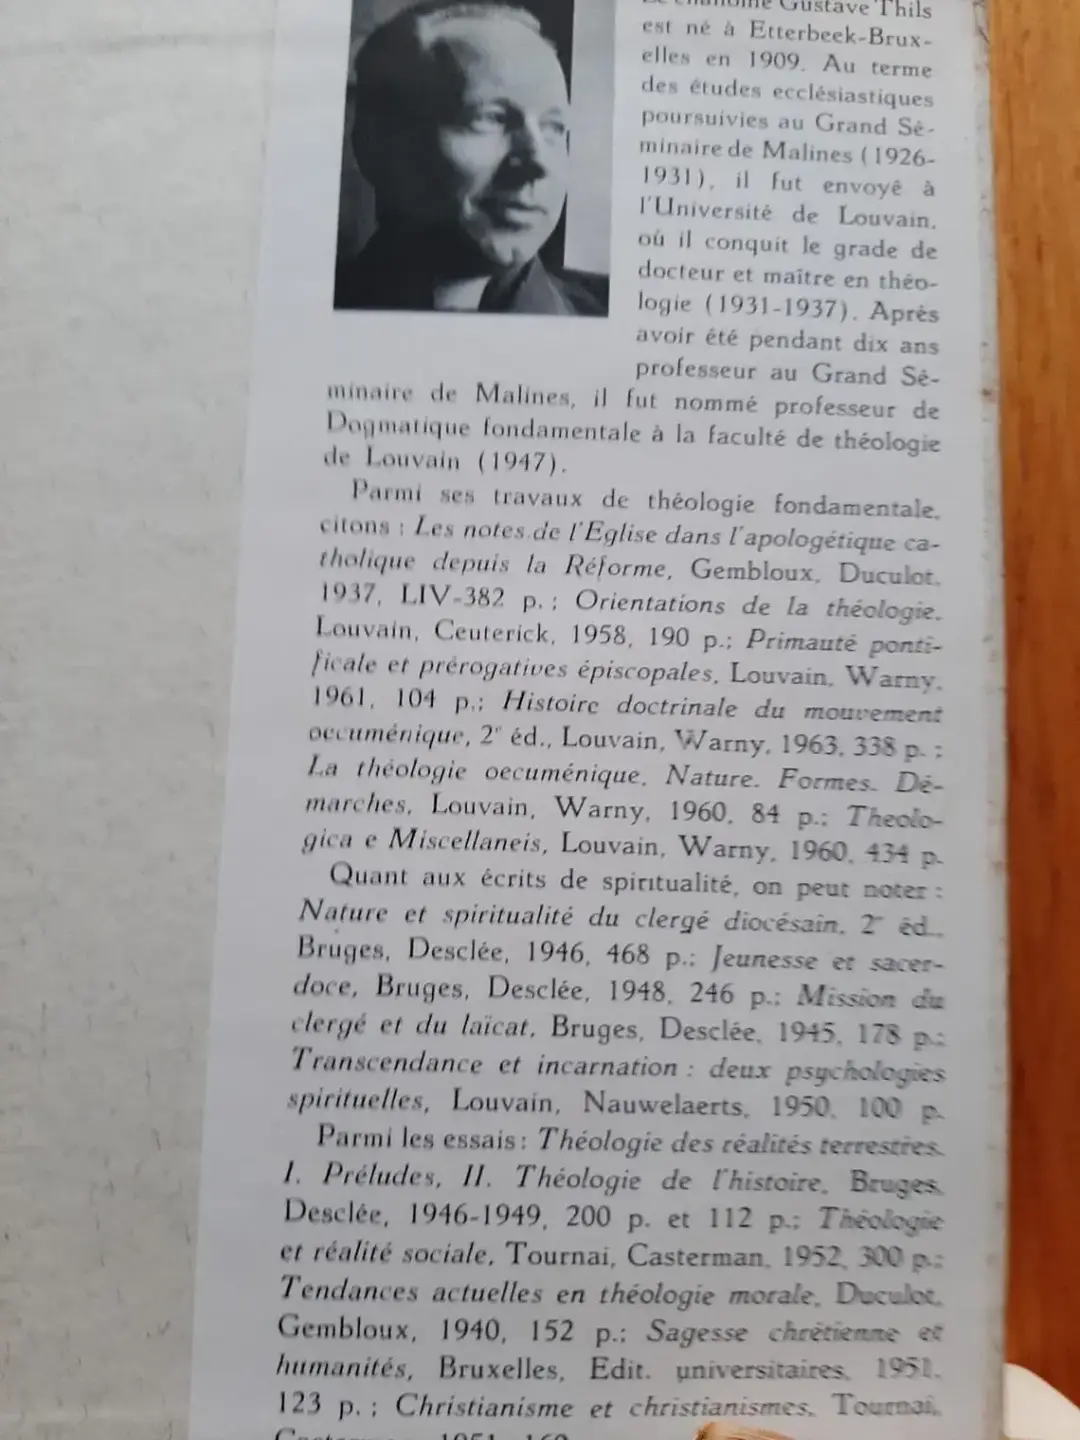 Le chanoine Gustave Thils
est né à Etterbeek-Brux-
elles en 1909. Au terme
des études ecclésiastiques
poursuivies au Grand Sé-
minaire de Malines (1926-
1931), il fut envoyé à
l'Université de Louvain,
où il conquit le grade de
docteur et maître en théo-
logie (1931-1937). Après
avoir été pendant dix ans
professeur au Grand Sé-
minaire de Malines, il fut nommé professeur de
Dogmatique fondamentale à la faculté de théologie
de Louvain (1947).
Parmi ses travaux de théologie fondamentale,
citons : Les notes de l'Eglise dans l'apologétique ca-
tholique depuis la Réforme, Gembloux, Duculot,
1937, LIV-382 p. ; Orientations de la théologie,
Louvain, Ceuterick, 1958, 190 p.; Primauté ponti-
ficale et prérogatives épiscopales, Louvain, Warny,
1961, 104 p.; Histoire doctrinale du mouvement
oecuménique, 2e éd., Louvain, Warny, 1963, 338 p. ;
La théologie oecuménique. Nature. Formes. Dé-
marches, Louvain, Warny, 1960, 84 p.; Theolo-
gica e Miscellaneis, Louvain, Warny, 1960, 434 p.
Quant aux écrits de spiritualité, on peut noter :
Nature et spiritualité du clergé diocésain, 2e éd.,
Bruges, Desclée, 1946, 468 p.; Jeunesse et sacer-
doce, Bruges, Desclée, 1948, 246 p.; Mission du
clergé et du laïcat, Bruges, Desclée, 1945, 178 p.;
Transcendance et incarnation : deux psychologies
spirituelles, Louvain, Nauwelaerts, 1950, 100 p.
Parmi les essais : Théologie des réalités terrestres.
I. Préludes, II. Théologie de l'histoire, Bruges,
Desclée, 1946-1949, 200 p. et 112 p.; Théologie
et réalité sociale, Tournai, Casterman, 1952, 300 p.;
Tendances actuelles en théologie morale, Duculot,
Gembloux, 1940, 152 p.; Sagesse chrétienne et
humanités, Bruxelles, Edit. universitaires, 1951,
123 p. ; Christianisme et christianismes, Tournai,